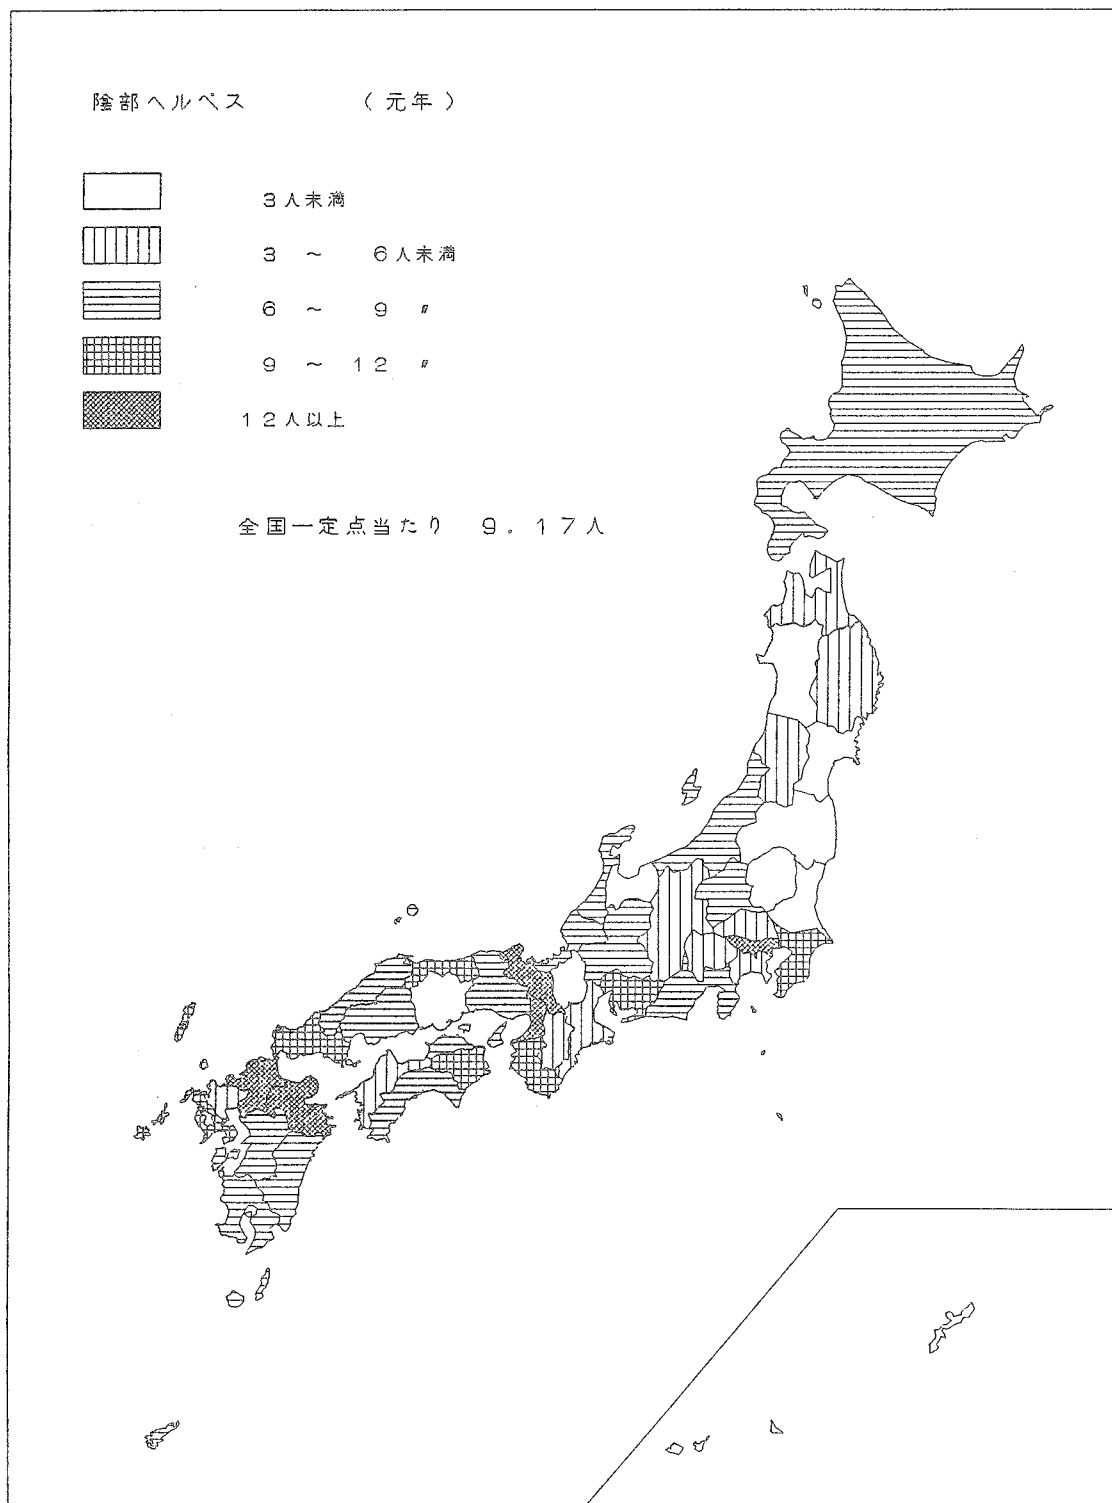 陰部ヘルペス （元年）
３人未満
３ ～ ６人未満
６ ～ ９ 〃
９ ～ １２ 〃
１２人以上
全国一定点当たり ９．１７人